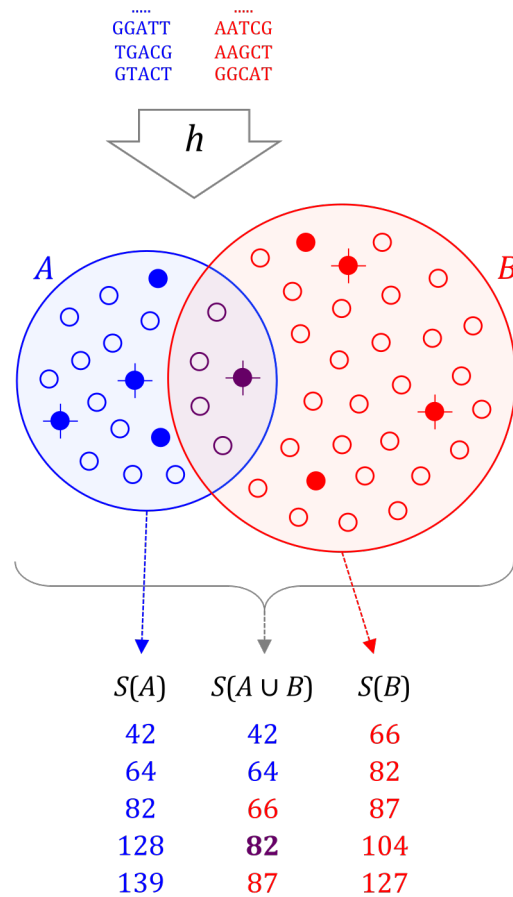 ..... .....
GGATT AATCG
TGACG AAGCT
GTACT GGCAT
h
A B
S(A) S(A ∪ B) S(B)
42 42 66
64 64 82
82 66 87
128 82 104
139 87 127